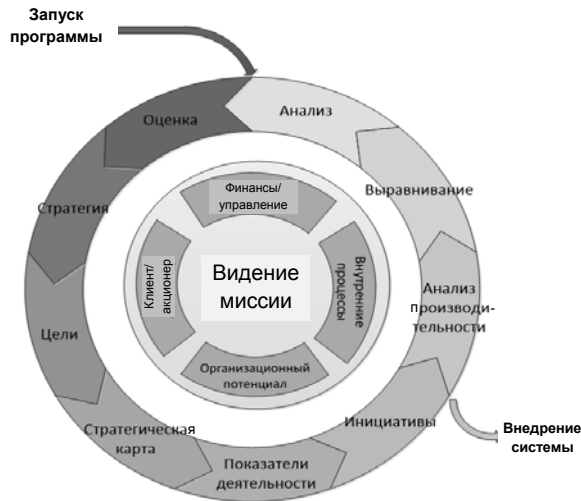 Запуск
программы
Оценка
Анализ
Стратегия
Выравнивание
Цели
Анализ
производи-
тельности
Стратегическая
карта
Инициативы
Показатели
деятельности
Внедрение
системы
Финансы/
управление
Клиент/
акционер
Видение
миссии
Внутренние
процессы
Организационный
потенциал